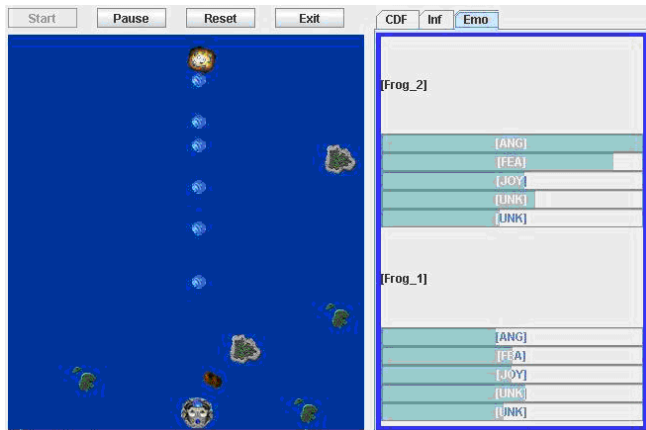 Start Pause Reset Exit
CDF Inf Emo
[Frog_2]
[ANG]
[FEA]
[JOY]
[UNK]
[UNK]
[Frog_1]
[ANG]
[FEA]
[JOY]
[UNK]
[UNK]